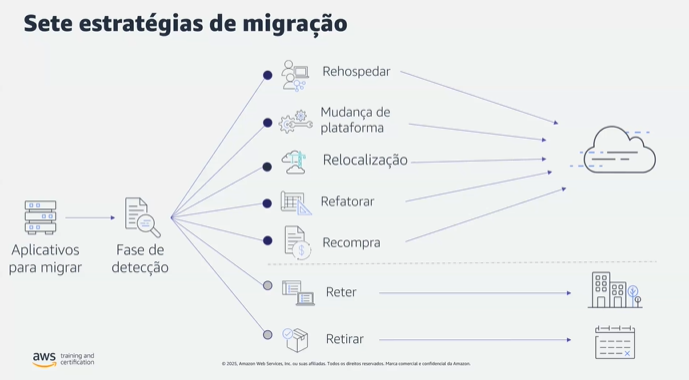 Sete estratégias de migração
Rehospedar
Mudança de
plataforma
Relocalização
Refatorar
Recompra
Aplicativos
para migrar
Fase de
detecção
Reter
Retirar
aws training and
certification
© 2025, Amazon Web Services, Inc. ou suas afiliadas. Todos os direitos reservados. Marca comercial e confidencial da Amazon.